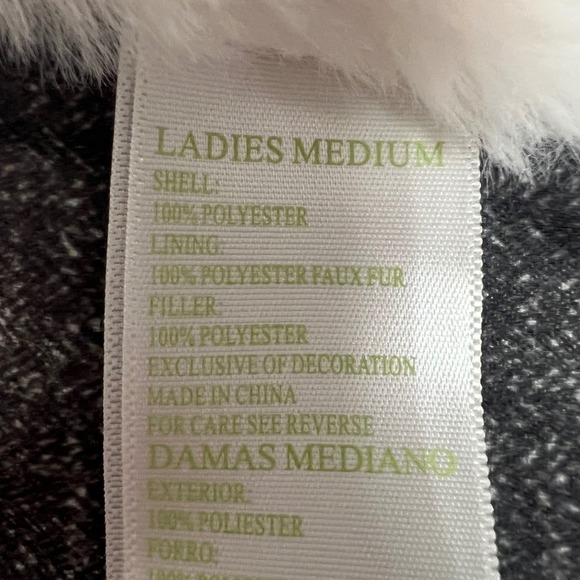 LADIES MEDIUM
SHELL:
100% POLYESTER
LINING:
100% POLYESTER FAUX FUR
FILLER:
100% POLYESTER
EXCLUSIVE OF DECORATION
MADE IN CHINA
FOR CARE SEE REVERSE
DAMAS MEDIANO
EXTERIOR:
100% POLIESTER
FORRO: